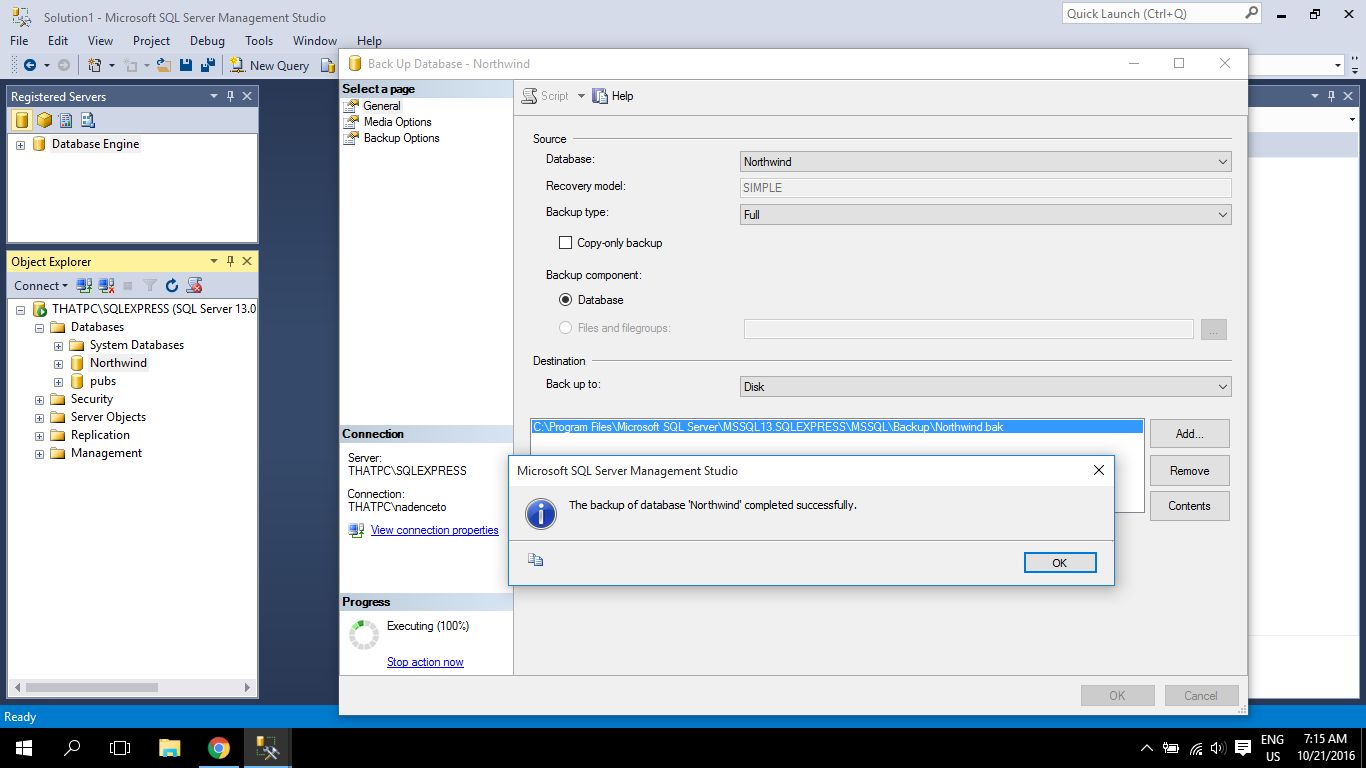 Solution1 - Microsoft SQL Server Management Studio
Quick Launch (Ctrl+Q)
File Edit View Project Debug Tools Window Help
New Query
Registered Servers
Database Engine
Object Explorer
Connect
THATPC\SQLEXPRESS (SQL Server 13.0
Databases
System Databases
Northwind
pubs
Security
Server Objects
Replication
Management
Back Up Database - Northwind
Select a page
General
Media Options
Backup Options
Connection
Server:
THATPC\SQLEXPRESS
Connection:
THATPC\nadenceto
View connection properties
Progress
Executing (100%)
Stop action now
Script Help
Source
Database: Northwind
Recovery model: SIMPLE
Backup type: Full
Copy-only backup
Backup component:
Database
Files and filegroups: ...
Destination
Back up to: Disk
C:\Program Files\Microsoft SQL Server\MSSQL13.SQLEXPRESS\MSSQL\Backup\Northwind.bak
Add...
Remove
Contents
Microsoft SQL Server Management Studio
The backup of database 'Northwind' completed successfully.
OK
OK Cancel
Ready
ENG
US
7:15 AM
10/21/2016